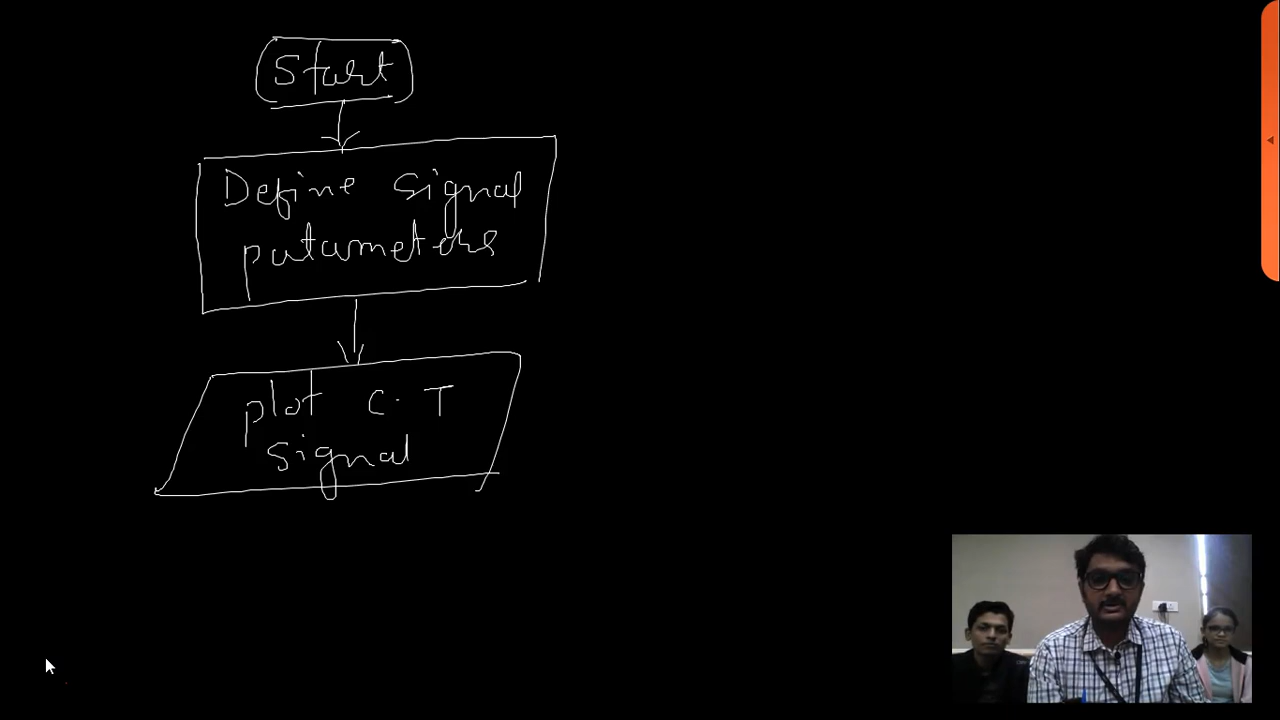 Start
Define Signal
parameters
plot C.T
Signal